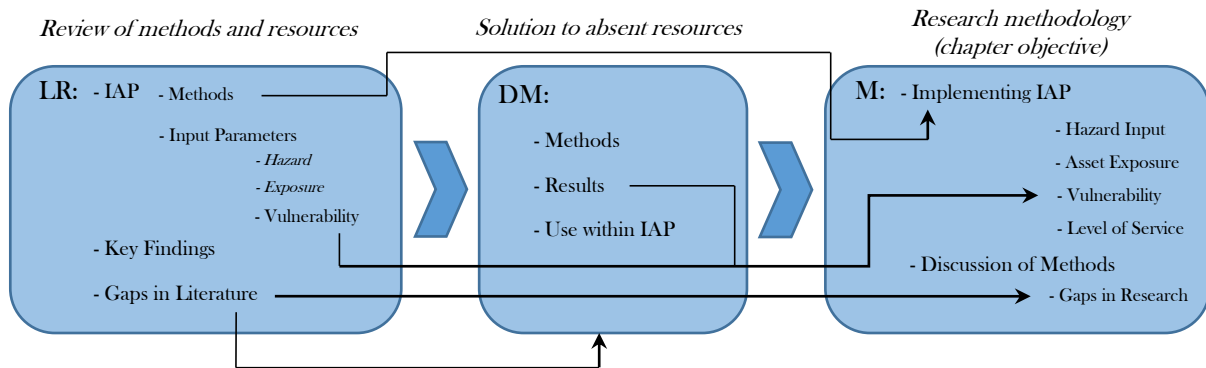 Review of methods and resources
Solution to absent resources
Research methodology
(chapter objective)
LR: - IAP - Methods
- Input Parameters
- Hazard
- Exposure
- Vulnerability
- Key Findings
- Gaps in Literature
DM:
- Methods
- Results
- Use within IAP
M: - Implementing IAP
- Hazard Input
- Asset Exposure
- Vulnerability
- Level of Service
- Discussion of Methods
- Gaps in Research